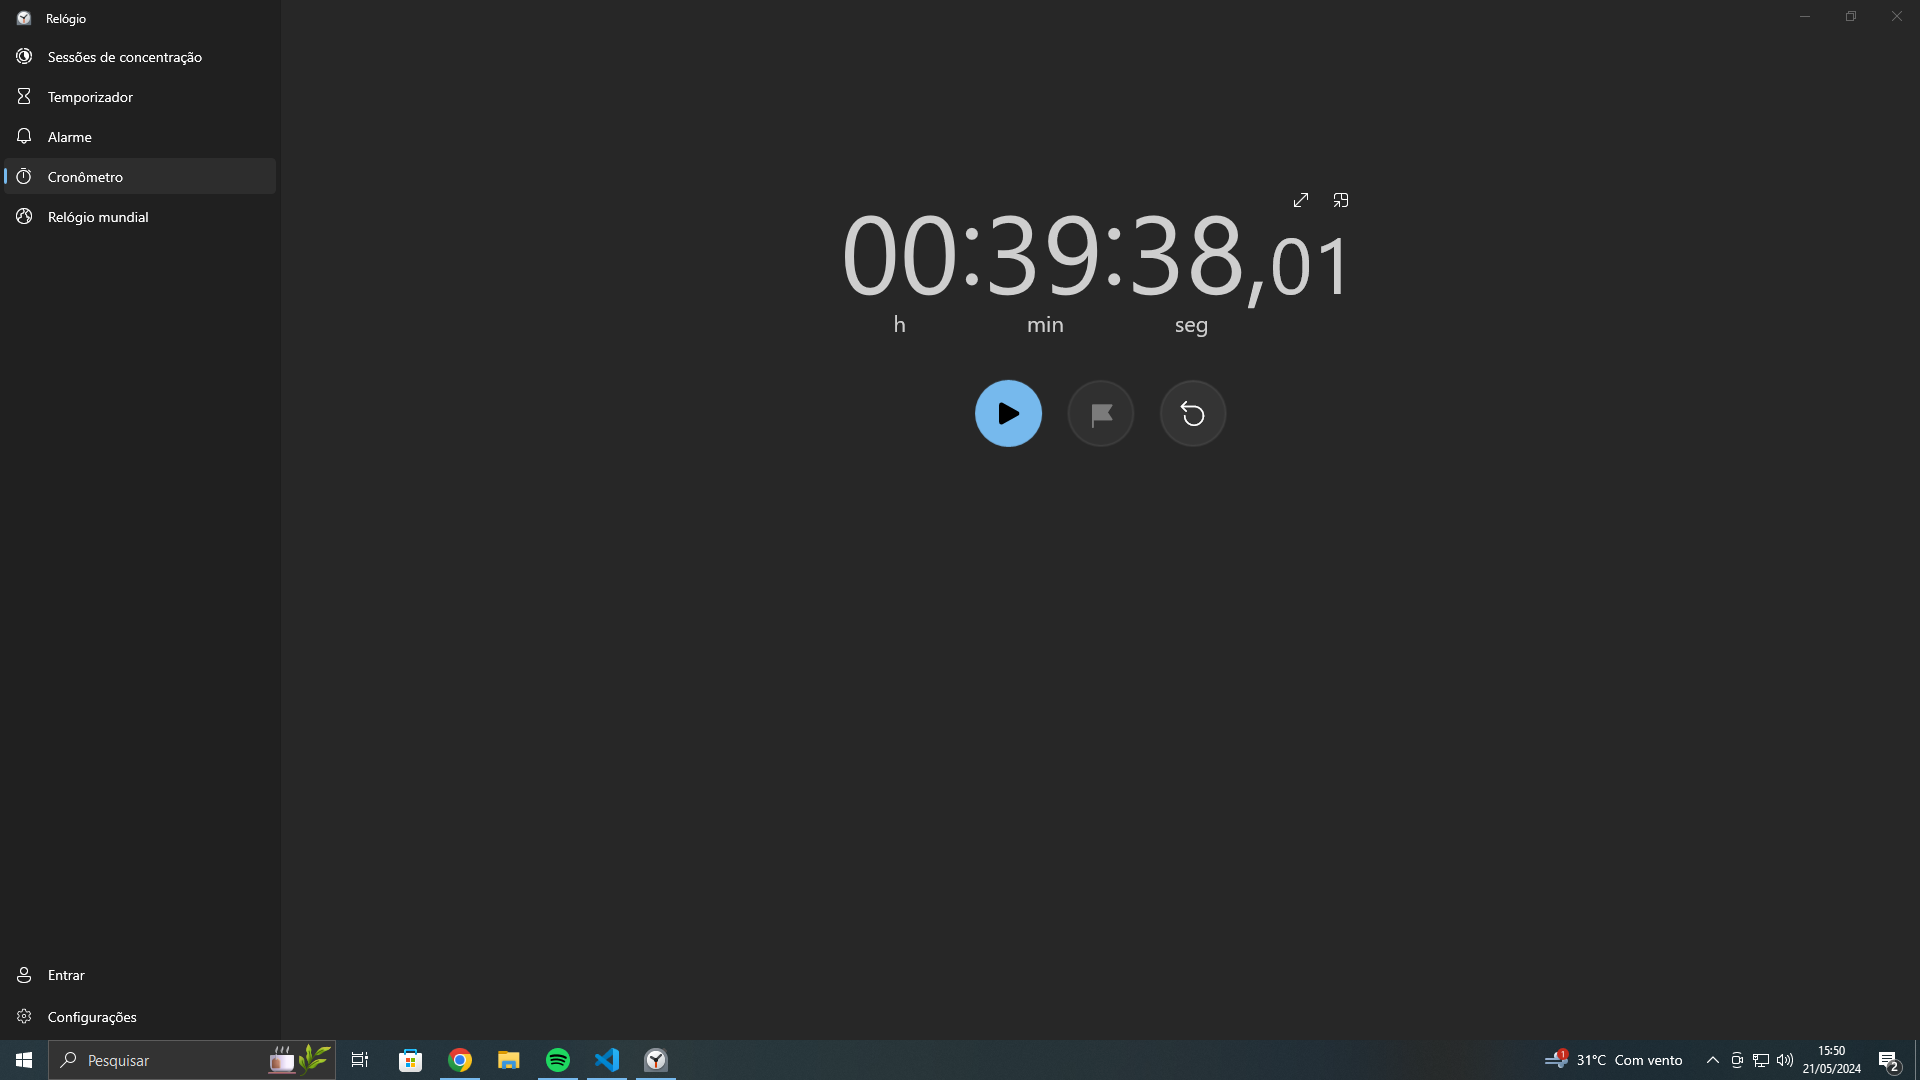 Relógio
Sessões de concentração
Temporizador
Alarme
Cronômetro
Relógio mundial
00:39:38,01
h min seg
Entrar
Configurações
Pesquisar
1
31°C Com vento
15:50
21/05/2024
2